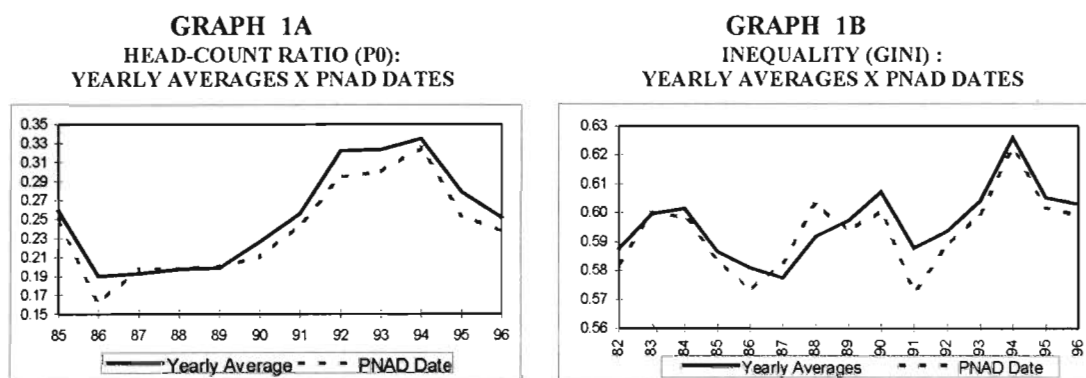 GRAPH 1A
HEAD-COUNT RATIO (P0):
YEARLY AVERAGES X PNAD DATES
0.35
0.33
0.31
0.29
0.27
0.25
0.23
0.21
0.19
0.17
0.15
85 86 87 88 89 90 91 92 93 94 95 96
Yearly Average PNAD Date
GRAPH 1B
INEQUALITY (GINI) :
YEARLY AVERAGES X PNAD DATES
0.63
0.62
0.61
0.60
0.59
0.58
0.57
0.56
82 83 84 85 86 87 88 89 90 91 92 93 94 95 96
Yearly Averages PNAD Date